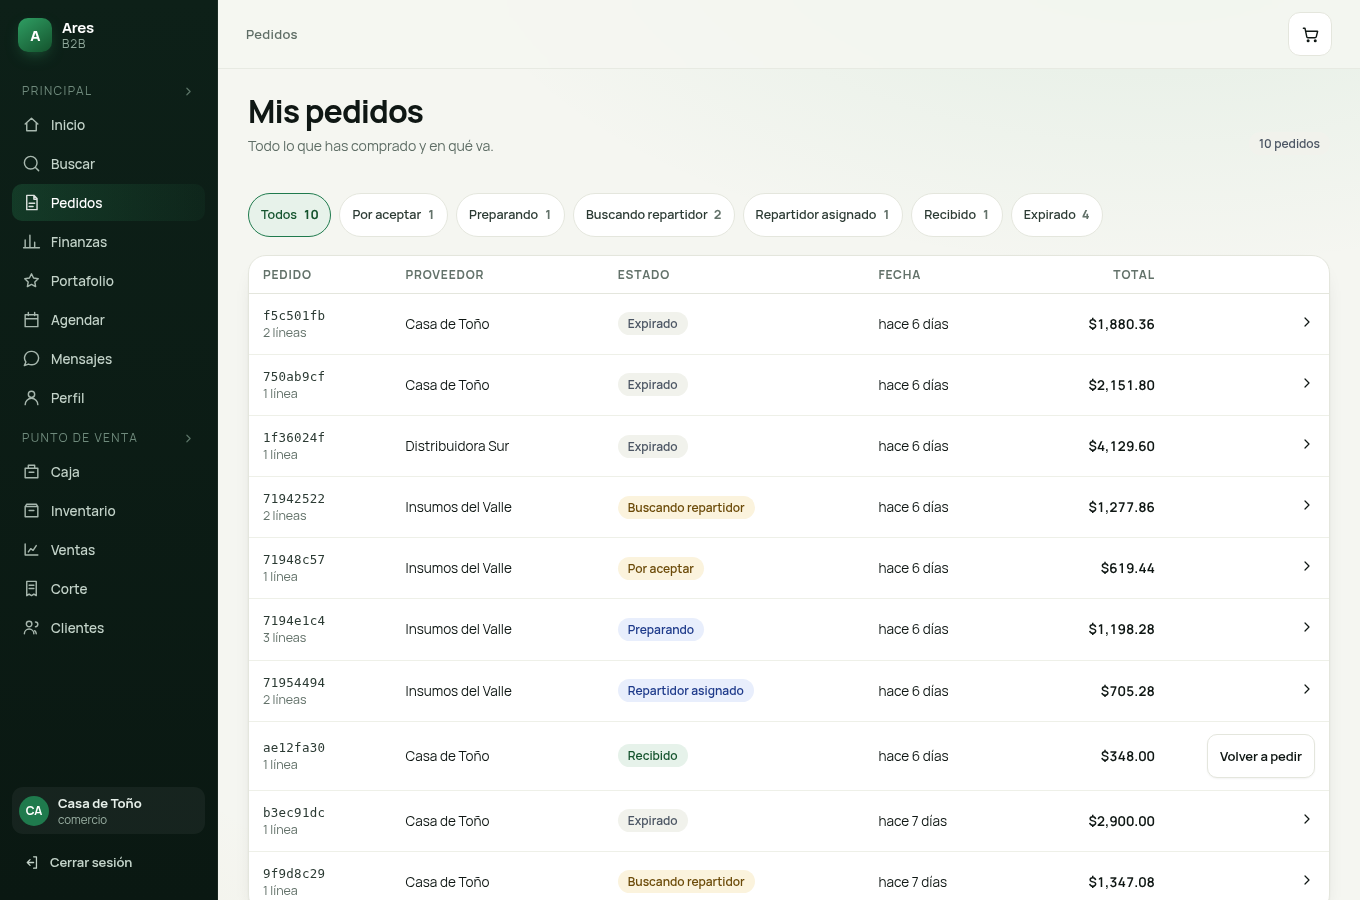 A
Ares
B2B
PRINCIPAL
Inicio
Buscar
Pedidos
Finanzas
Portafolio
Agendar
Mensajes
Perfil
PUNTO DE VENTA
Caja
Inventario
Ventas
Corte
Clientes
CA
Casa de Toño
comercio
Cerrar sesión
Pedidos
Mis pedidos
Todo lo que has comprado y en qué va.
10 pedidos
Todos 10 Por aceptar 1 Preparando 1 Buscando repartidor 2 Repartidor asignado 1 Recibido 1 Expirado 4
PEDIDO PROVEEDOR ESTADO FECHA TOTAL
f5c501fb
2 líneas
Casa de Toño Expirado hace 6 días $1,880.36
750ab9cf
1 línea
Casa de Toño Expirado hace 6 días $2,151.80
1f36024f
1 línea
Distribuidora Sur Expirado hace 6 días $4,129.60
71942522
2 líneas
Insumos del Valle Buscando repartidor hace 6 días $1,277.86
71948c57
1 línea
Insumos del Valle Por aceptar hace 6 días $619.44
7194e1c4
3 líneas
Insumos del Valle Preparando hace 6 días $1,198.28
71954494
2 líneas
Insumos del Valle Repartidor asignado hace 6 días $705.28
ae12fa30
1 línea
Casa de Toño Recibido hace 6 días $348.00 Volver a pedir
b3ec91dc
1 línea
Casa de Toño Expirado hace 7 días $2,900.00
9f9d8c29
1 línea
Casa de Toño Buscando repartidor hace 7 días $1,347.08